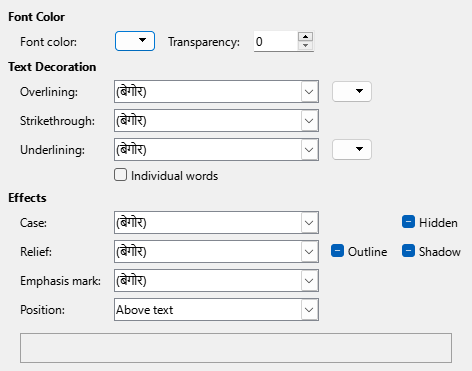 Font Color
Font color: Transparency: 0
Text Decoration
Overlining: (बेगोर)
Strikethrough: (बेगोर)
Underlining: (बेगोर)
Individual words
Effects
Case: (बेगोर) Hidden
Relief: (बेगोर) Outline Shadow
Emphasis mark: (बेगोर)
Position: Above text